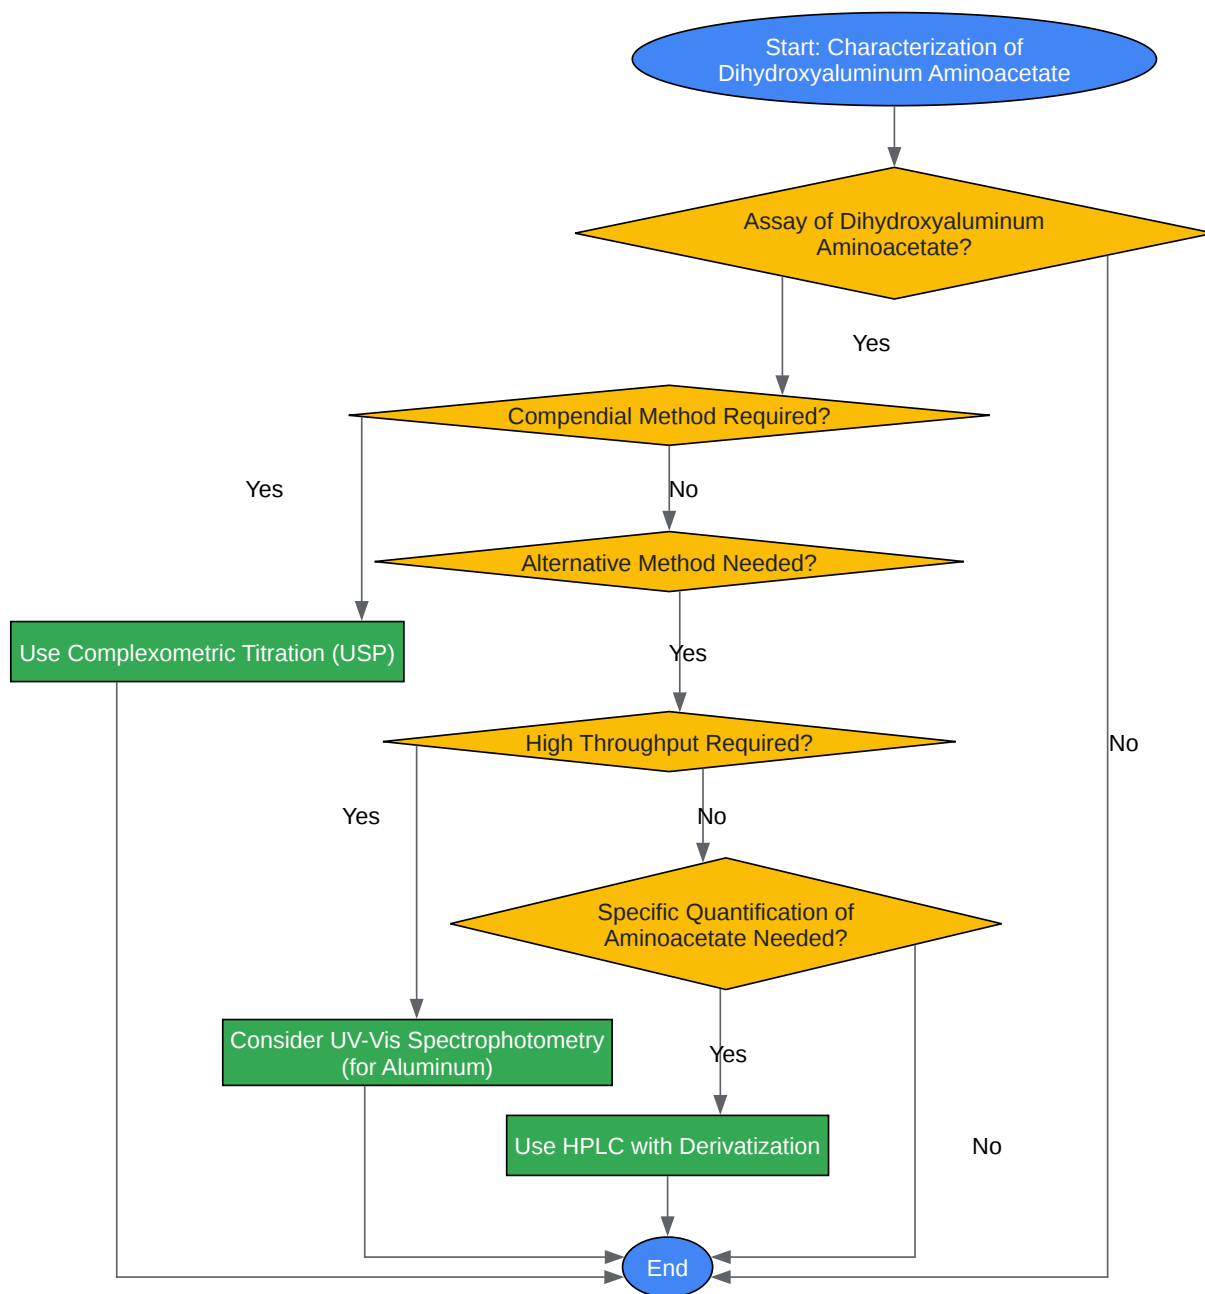 Start: Characterization of
Dihydroxyaluminum Aminoacetate
Assay of Dihydroxyaluminum
Aminoacetate?
Yes
Compendial Method Required?
Yes
No
Alternative Method Needed?
Use Complexometric Titration (USP)
Yes
High Throughput Required?
No
Yes
No
Specific Quantification of
Aminoacetate Needed?
Consider UV-Vis Spectrophotometry
(for Aluminum)
Yes
Use HPLC with Derivatization
No
End